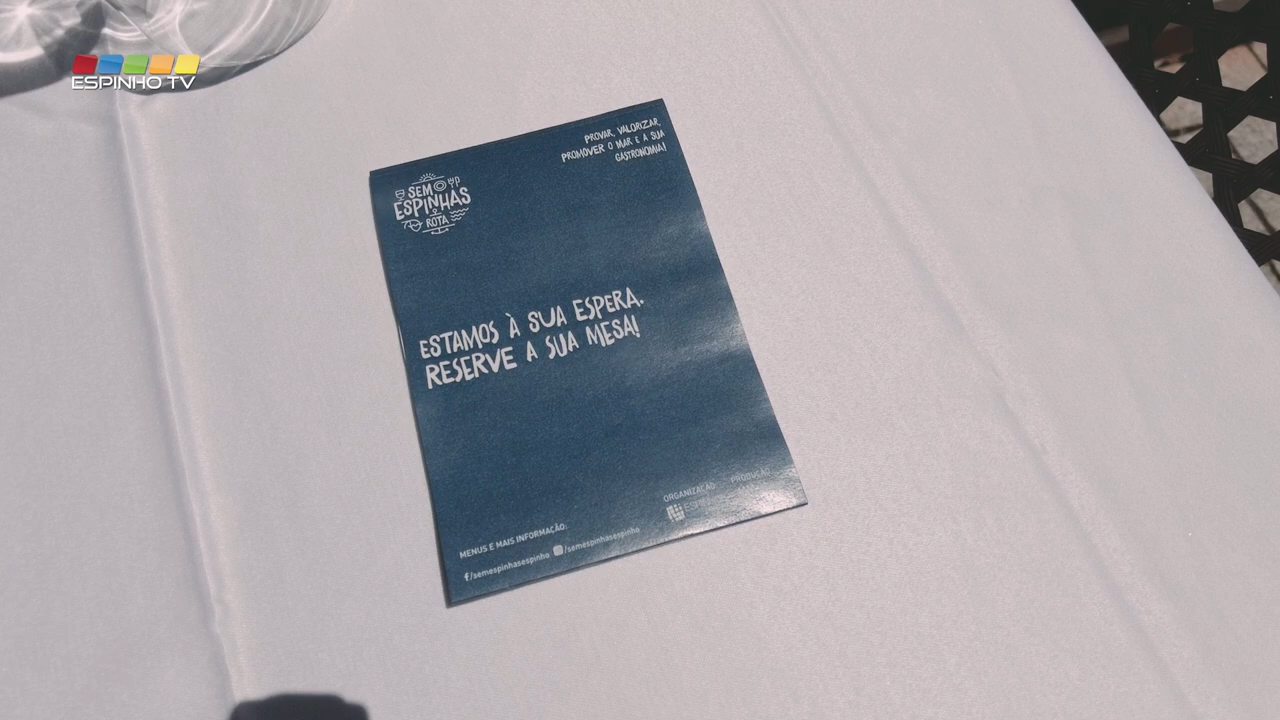 ESPINHO TV
PROVAR, VALORIZAR,
PROMOVER O MAR E A SUA
GASTRONOMIA!
SEM
ESPINHAS
ROTA
ESTAMOS À SUA ESPERA.
RESERVE A SUA MESA!
ORGANIZAÇÃO PRODUÇÃO
MENUS E MAIS INFORMAÇÃO:
/semespinhasespinho /semespinhasespinho